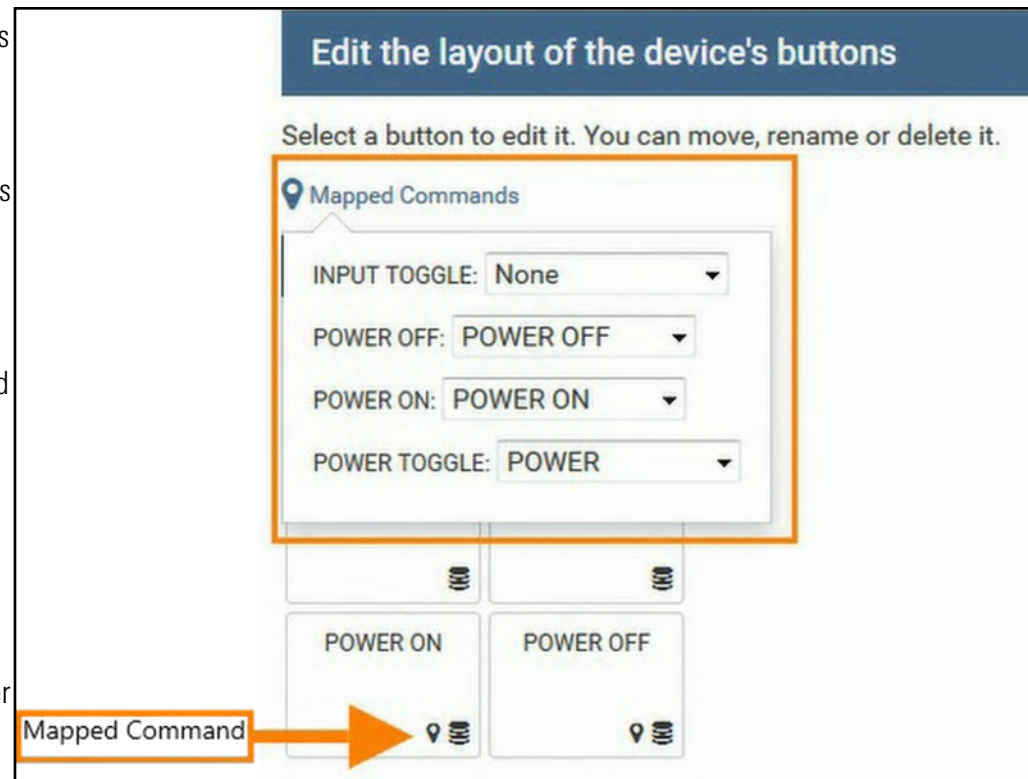 Edit the layout of the device's buttons
Select a button to edit it. You can move, rename or delete it.
Mapped Commands
INPUT TOGGLE: None
POWER OFF: POWER OFF
POWER ON: POWER ON
POWER TOGGLE: POWER
POWER ON POWER OFF
Mapped Command